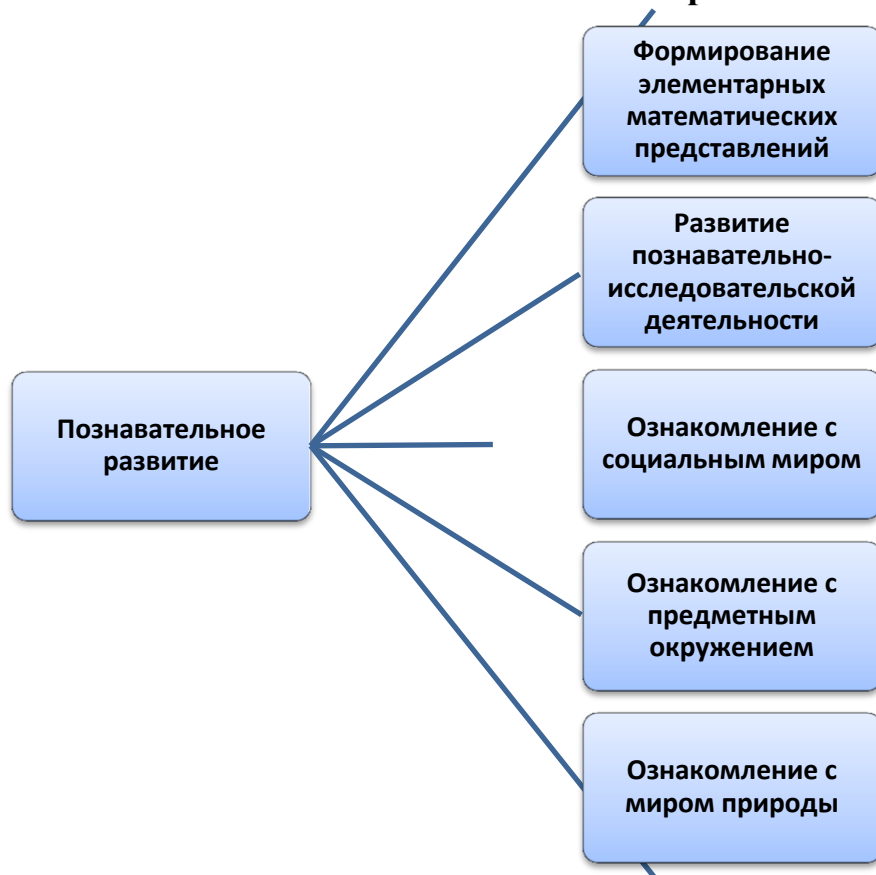 Формирование
элементарных
математических
представлений
Развитие
познавательно-
исследовательской
деятельности
Познавательное
развитие
Ознакомление с
социальным миром
Ознакомление с
предметным
окружением
Ознакомление с
миром природы